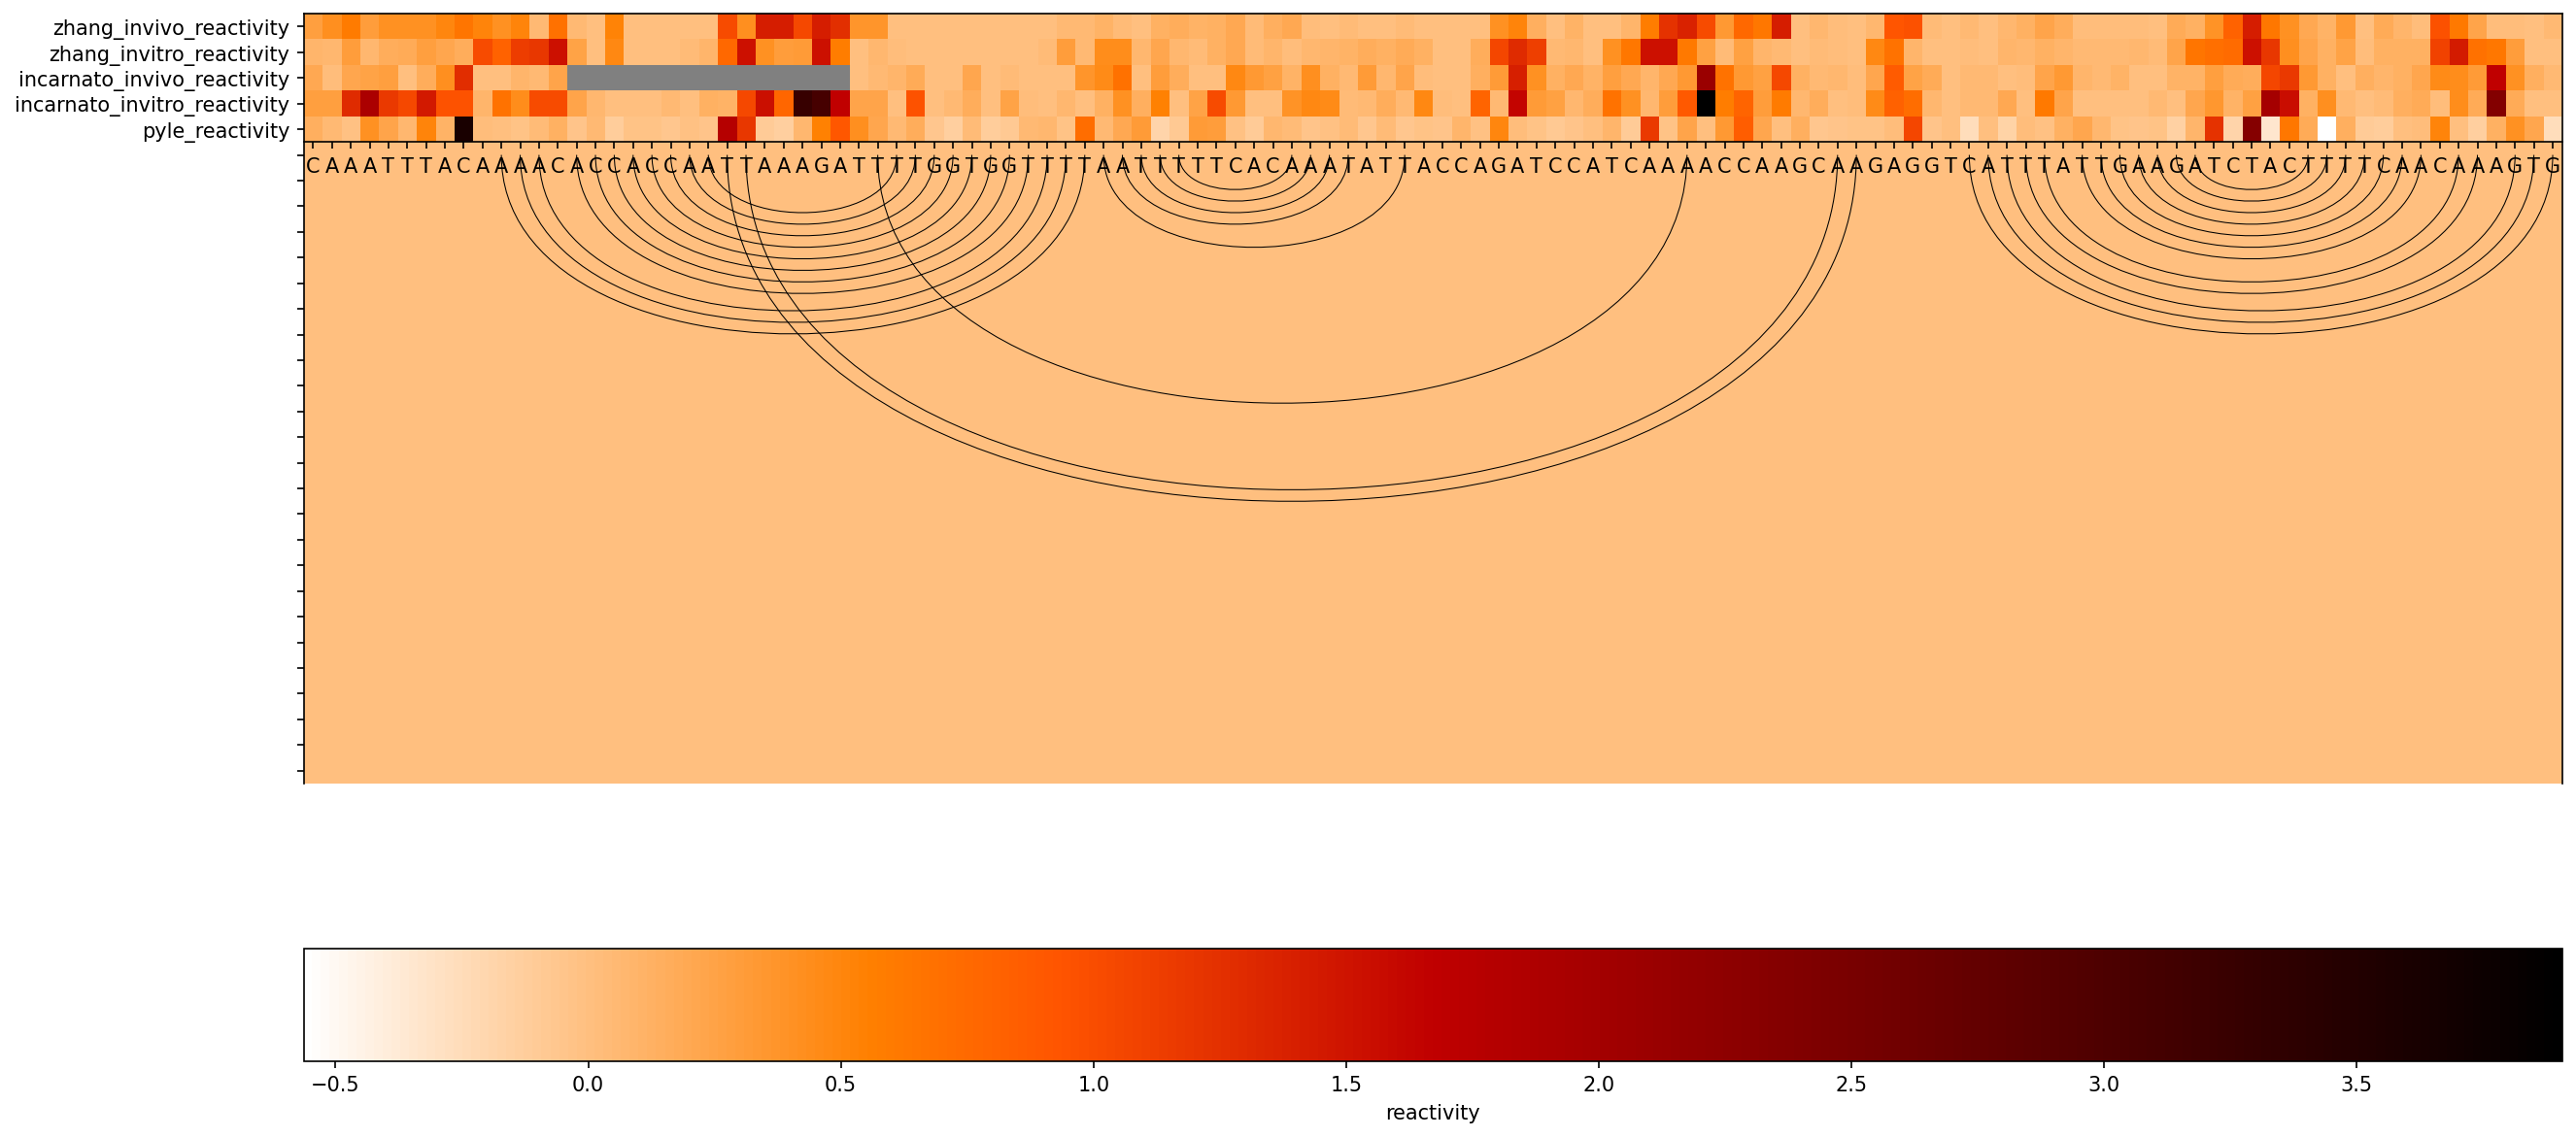 zhang_invivo_reactivity
zhang_invitro_reactivity
incarnato_invivo_reactivity
incarnato_invitro_reactivity
pyle_reactivity
C A A A T T T A C A A A A C A C C A C C A A T T A A A G A T T T T G G T G G T T T T A A T T T T T C A C A A A T A T T A C C A G A T C C A T C A A A A C C A A G C A A G A G G T C A T T T A T T G A A G A T C T A C T T T T C A A C A A A G T G
−0.5 0.0 0.5 1.0 1.5 2.0 2.5 3.0 3.5
reactivity